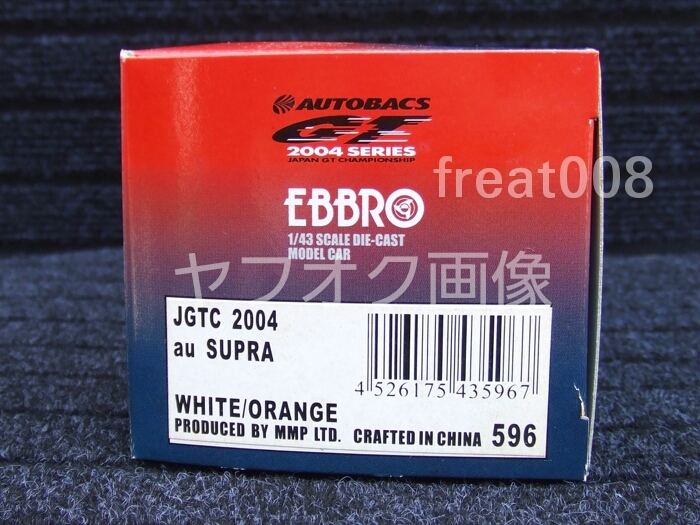 AUTOBACS
GT
2004 SERIES
JAPAN GT CHAMPIONSHIP
freat008
EBBRO
1/43 SCALE DIE-CAST
MODEL CAR
ヤフオク画像
JGTC 2004
au SUPRA
4 526175 435967
WHITE/ORANGE
PRODUCED BY MMP LTD. CRAFTED IN CHINA 596